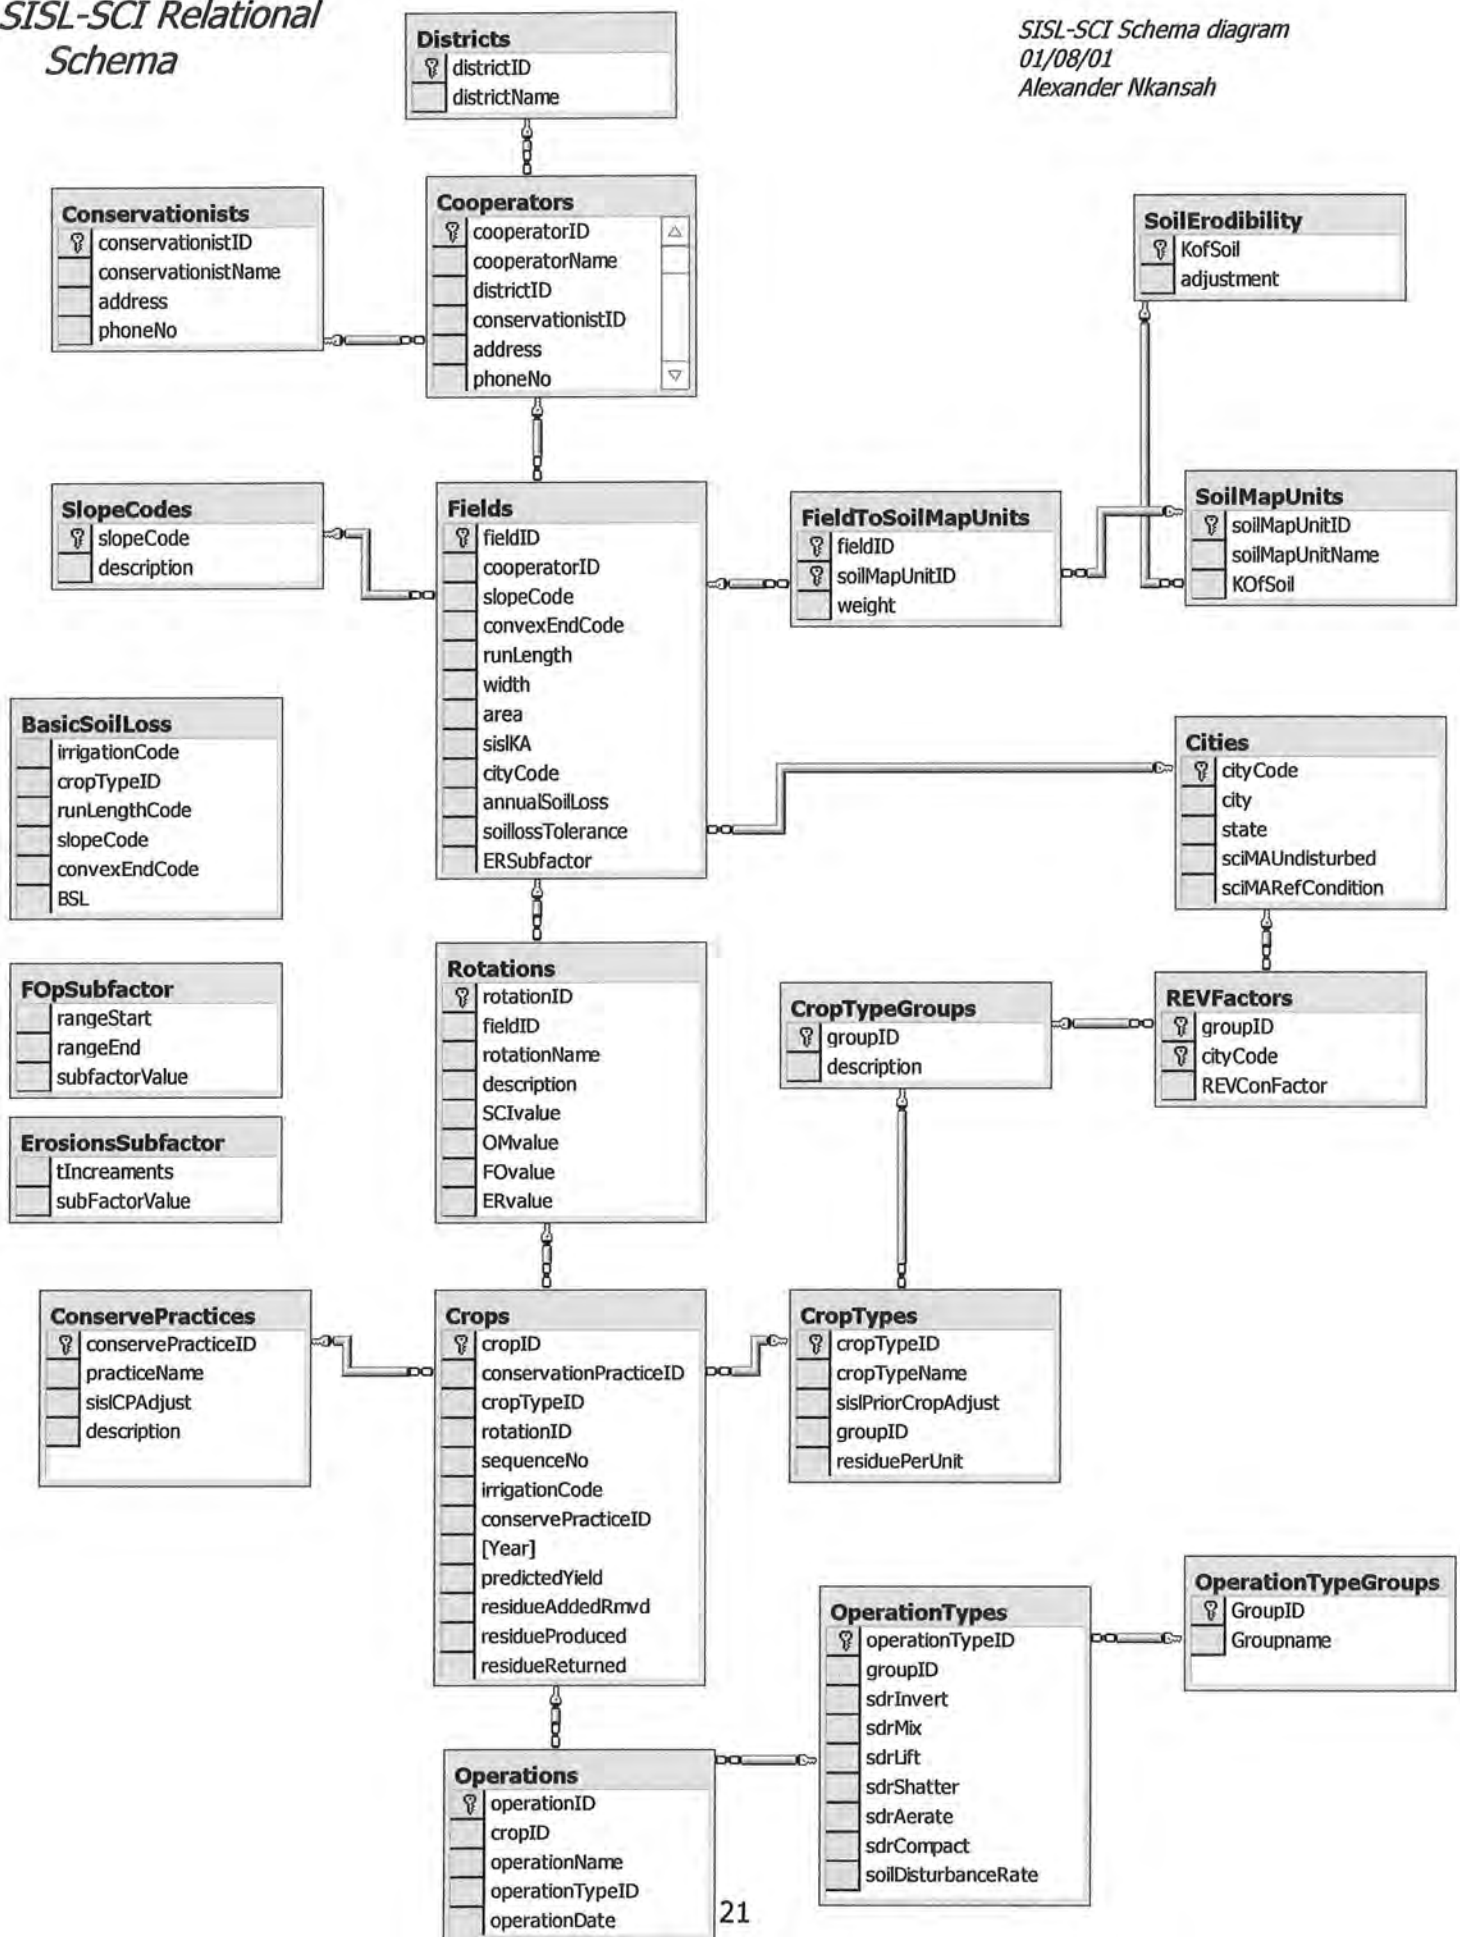 SISL-SCI Relational
Schema
SISL-SCI Schema diagram
01/08/01
Alexander Nkansah
Districts
districtID
districtName
Conservationists
conservationistID
conservationistName
address
phoneNo
Cooperators
cooperatorID
cooperatorName
districtID
conservationistID
address
phoneNo
SoilErodibility
KofSoil
adjustment
SlopeCodes
slopeCode
description
Fields
fieldID
cooperatorID
slopeCode
convexEndCode
runLength
width
area
sislKA
cityCode
annualSoilLoss
soillossTolerance
ERSubfactor
FieldToSoilMapUnits
fieldID
soilMapUnitID
weight
SoilMapUnits
soilMapUnitID
soilMapUnitName
KOfSoil
BasicSoilLoss
irrigationCode
cropTypeID
runLengthCode
slopeCode
convexEndCode
BSL
Cities
cityCode
city
state
sciMAUndisturbed
sciMARefCondition
FOpSubfactor
rangeStart
rangeEnd
subfactorValue
Rotations
rotationID
fieldID
rotationName
description
SCIvalue
OMvalue
FOvalue
ERvalue
CropTypeGroups
groupID
description
REVFactors
groupID
cityCode
REVConFactor
ErosionsSubfactor
tIncreaments
subFactorValue
ConservePractices
conservePracticeID
practiceName
sislCPAdjust
description
Crops
cropID
conservationPracticeID
cropTypeID
rotationID
sequenceNo
irrigationCode
conservePracticeID
[Year]
predictedYield
residueAddedRmvd
residueProduced
residueReturned
CropTypes
cropTypeID
cropTypeName
sislPriorCropAdjust
groupID
residuePerUnit
OperationTypes
operationTypeID
groupID
sdrInvert
sdrMix
sdrLift
sdrShatter
sdrAerate
sdrCompact
soilDisturbanceRate
OperationTypeGroups
GroupID
Groupname
Operations
operationID
cropID
operationName
operationTypeID
operationDate
21